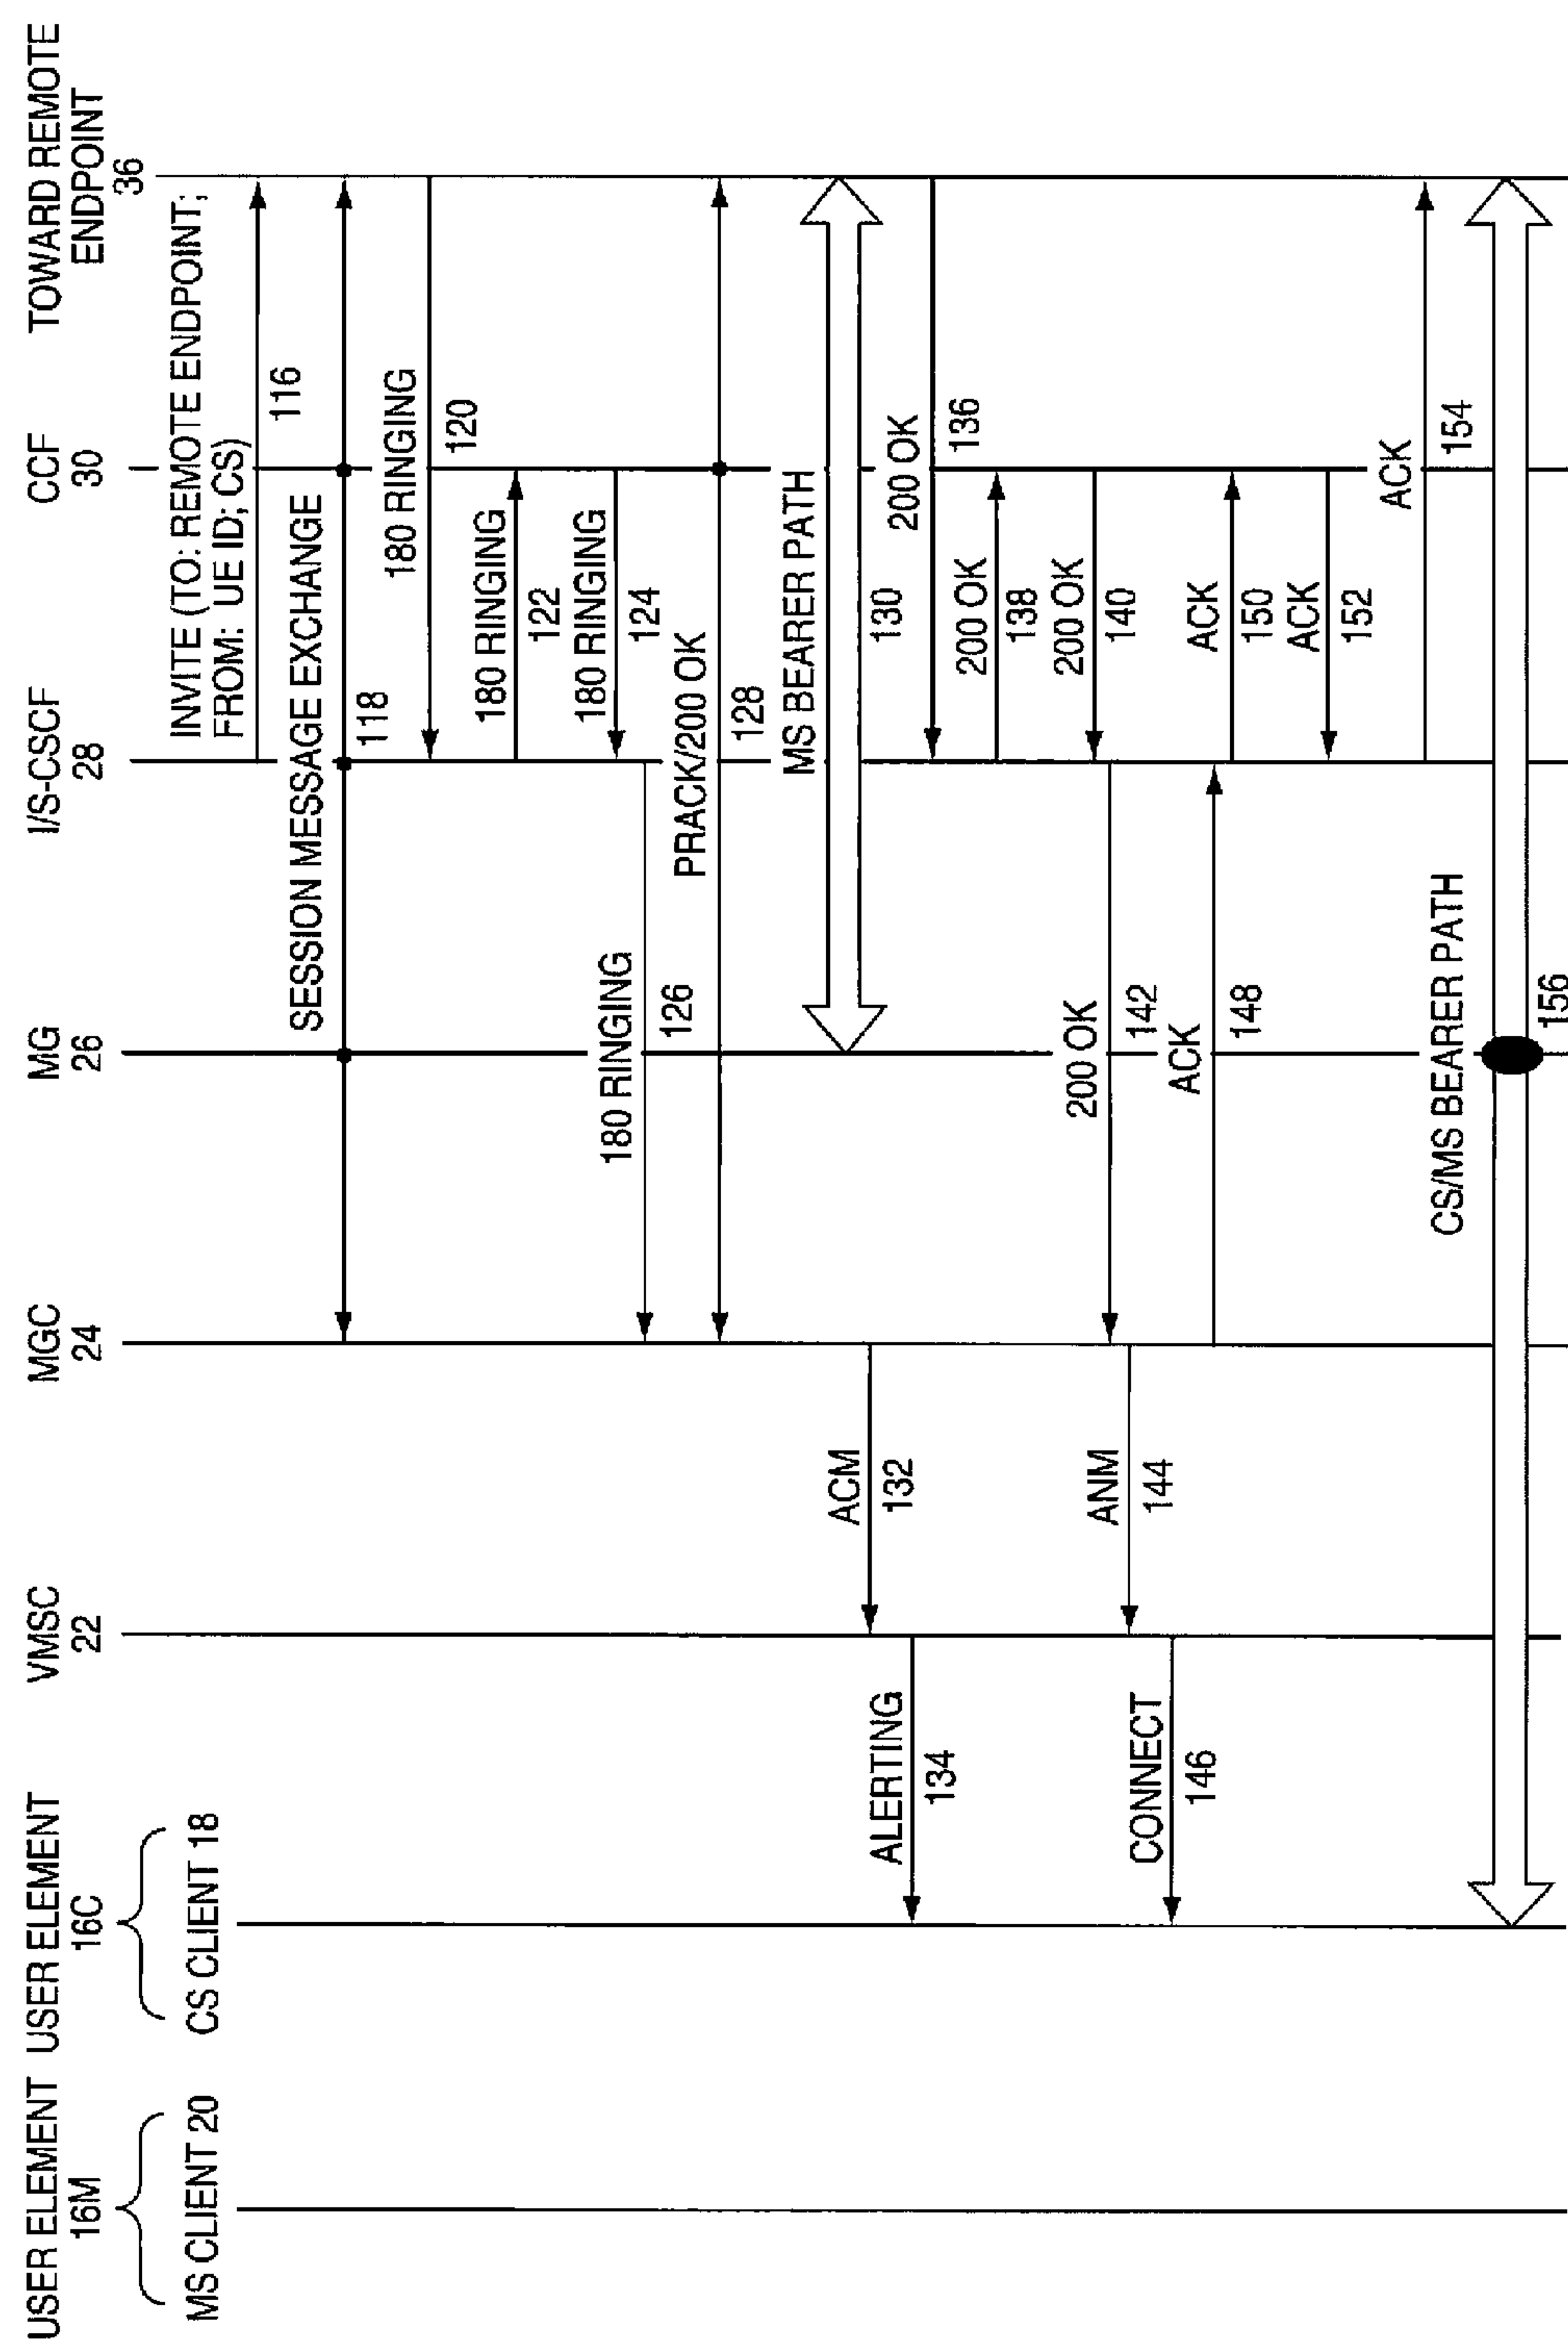 USER ELEMENT
16M
MS CLIENT 20
USER ELEMENT
16C
CS CLIENT 18
VMSC
22
MGC
24
MG
26
I/S-CSCF
28
CCF
30
TOWARD REMOTE
ENDPOINT
36
INVITE (TO: REMOTE ENDPOINT;
FROM: UE ID; CS)
116
SESSION MESSAGE EXCHANGE
118
180 RINGING
120
180 RINGING
122
180 RINGING
124
180 RINGING
126
PRACK/200 OK
128
MS BEARER PATH
130
ACM
132
ALERTING
134
200 OK
136
200 OK
138
200 OK
140
200 OK
142
ANM
144
CONNECT
146
ACK
148
ACK
150
ACK
152
ACK
154
CS/MS BEARER PATH
156